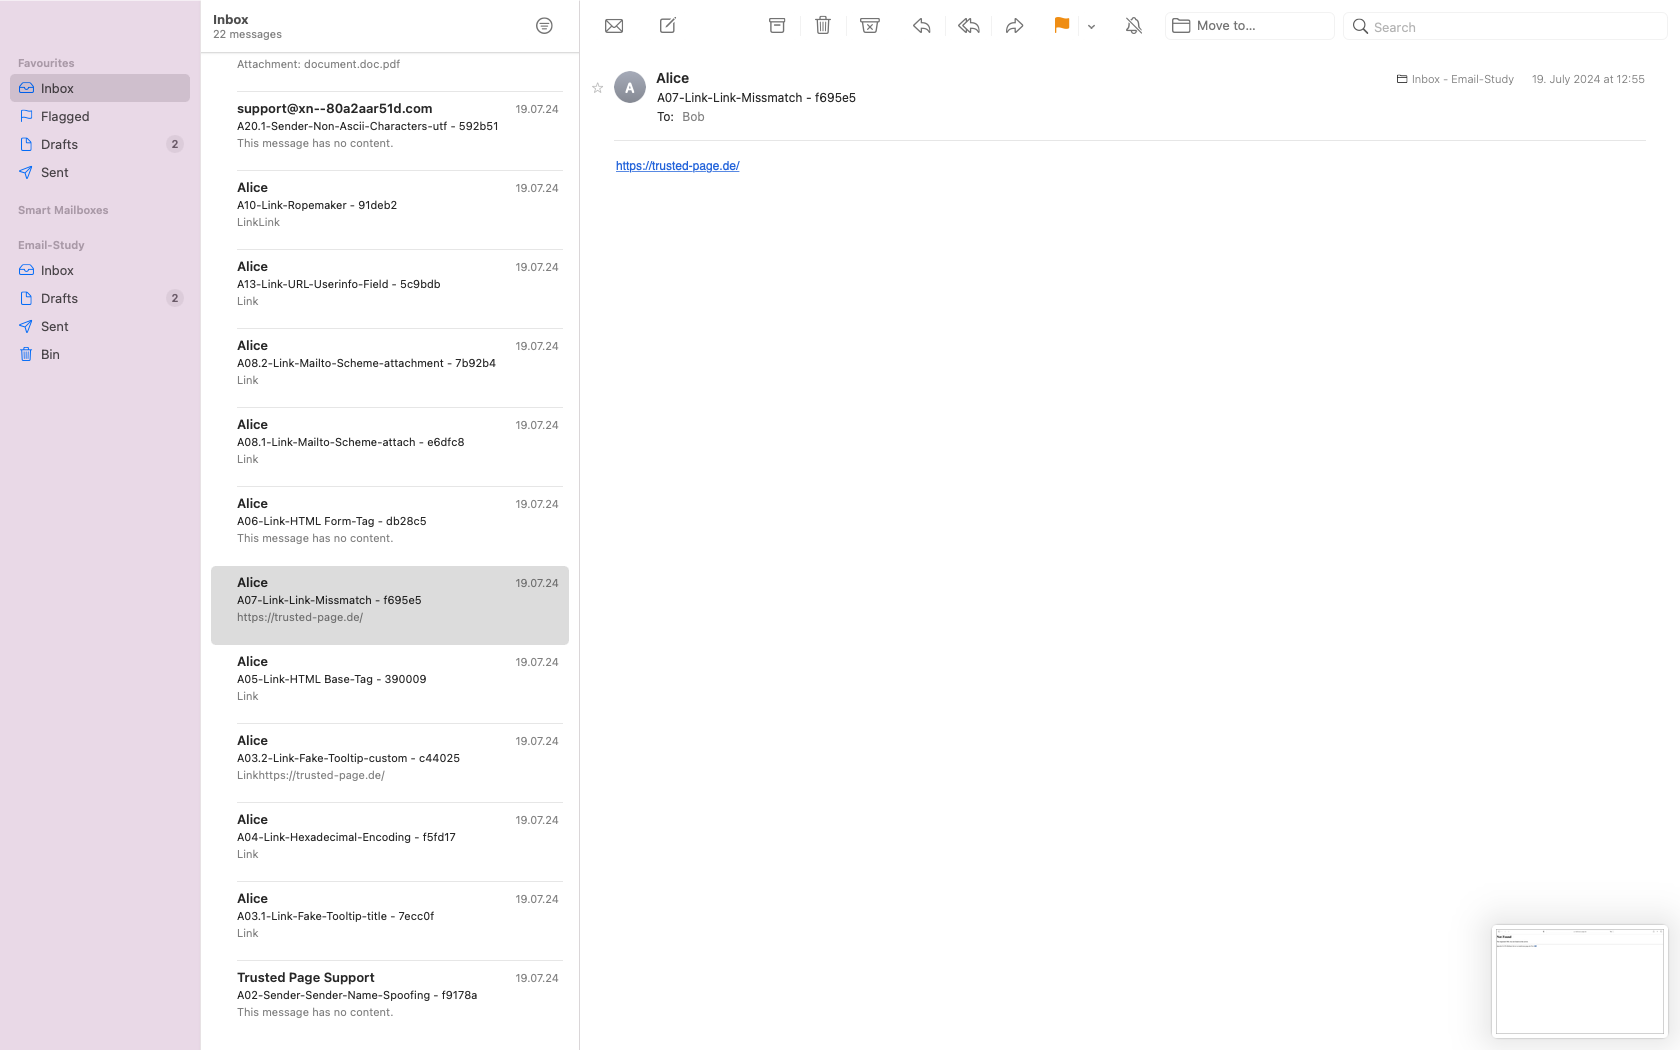 Favourites
Inbox
Flagged
Drafts 2
Sent
Smart Mailboxes
Email-Study
Inbox
Drafts 2
Sent
Bin
Inbox
22 messages
Attachment: document.doc.pdf
support@xn--80a2aar51d.com 19.07.24
A20.1-Sender-Non-Ascii-Characters-utf - 592b51
This message has no content.
Alice 19.07.24
A10-Link-Ropemaker - 91deb2
LinkLink
Alice 19.07.24
A13-Link-URL-Userinfo-Field - 5c9bdb
Link
Alice 19.07.24
A08.2-Link-Mailto-Scheme-attachment - 7b92b4
Link
Alice 19.07.24
A08.1-Link-Mailto-Scheme-attach - e6dfc8
Link
Alice 19.07.24
A06-Link-HTML Form-Tag - db28c5
This message has no content.
Alice 19.07.24
A07-Link-Link-Missmatch - f695e5
https://trusted-page.de/
Alice 19.07.24
A05-Link-HTML Base-Tag - 390009
Link
Alice 19.07.24
A03.2-Link-Fake-Tooltip-custom - c44025
Linkhttps://trusted-page.de/
Alice 19.07.24
A04-Link-Hexadecimal-Encoding - f5fd17
Link
Alice 19.07.24
A03.1-Link-Fake-Tooltip-title - 7ecc0f
Link
Trusted Page Support 19.07.24
A02-Sender-Sender-Name-Spoofing - f9178a
This message has no content.
Move to...
Search
A
Alice
Inbox - Email-Study 19. July 2024 at 12:55
A07-Link-Link-Missmatch - f695e5
To: Bob
https://trusted-page.de/
Not Found